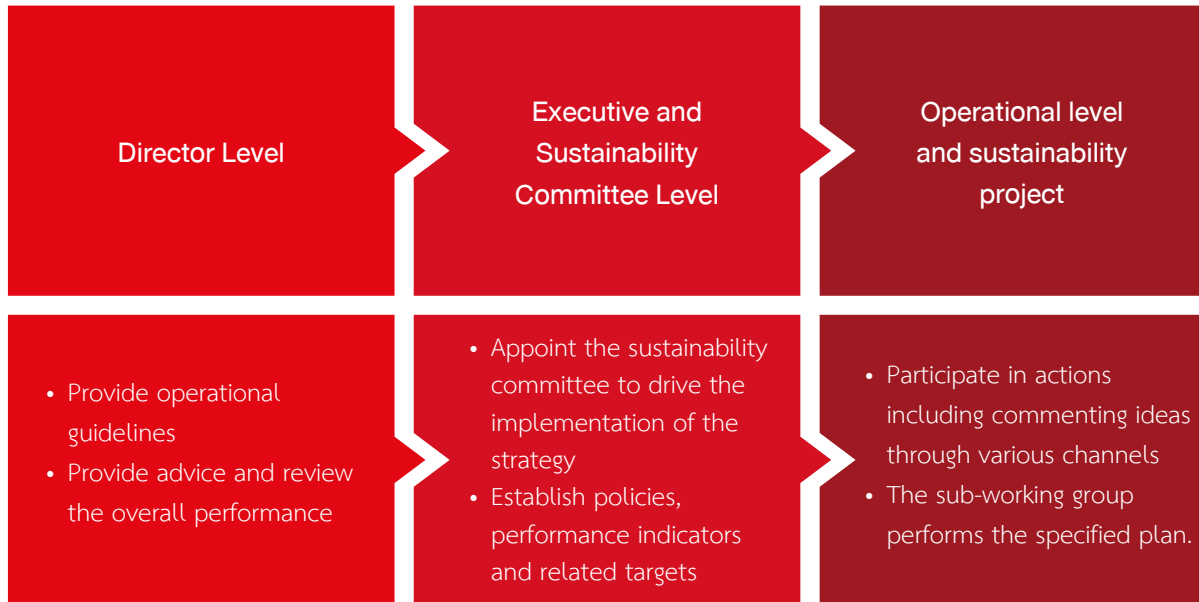 Director Level
Executive and
Sustainability
Committee Level
Operational level
and sustainability
project
• Provide operational
guidelines
• Provide advice and review
the overall performance
• Appoint the sustainability
committee to drive the
implementation of the
strategy
• Establish policies,
performance indicators
and related targets
• Participate in actions
including commenting ideas
through various channels
• The sub-working group
performs the specified plan.